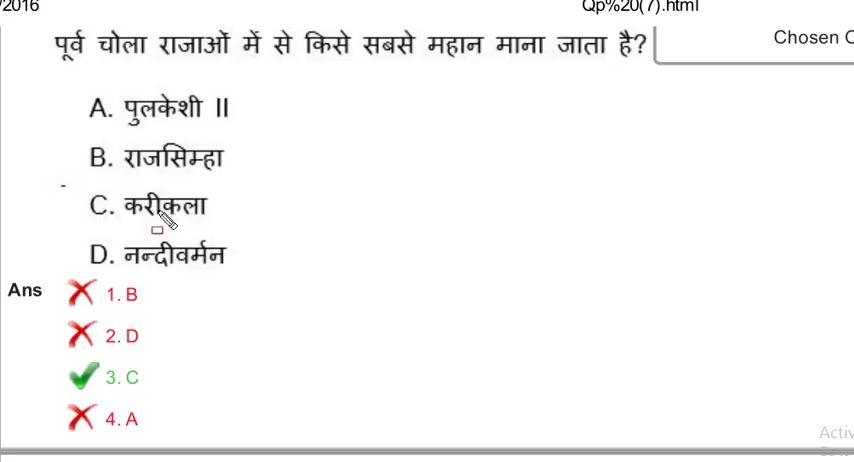 /2016 Qp%20(7).html
पूर्व चोला राजाओं में से किसे सबसे महान माना जाता है?
Chosen
A. पुलकेशी II
B. राजसिम्हा
C. करीकला
D. नन्दीवर्मन
Ans
1. B
2. D
3. C
4. A